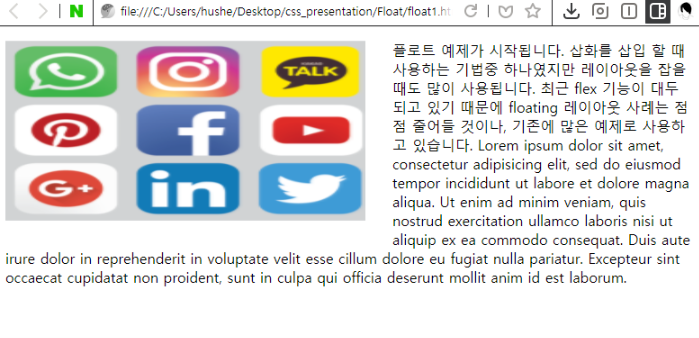 file:///C:/Users/hushe/Desktop/css_presentation/Float/float1.ht
TALK
플로트 예제가 시작됩니다. 삽화를 삽입 할 때
사용하는 기법중 하나였지만 레이아웃을 잡을
때도 많이 사용됩니다. 최근 flex 기능이 대두
되고 있기 때문에 floating 레이아웃 사례는 점
점 줄어들 것이나, 기존에 많은 예제로 사용하
고 있습니다. Lorem ipsum dolor sit amet,
consectetur adipisicing elit, sed do eiusmod
tempor incididunt ut labore et dolore magna
aliqua. Ut enim ad minim veniam, quis
nostrud exercitation ullamco laboris nisi ut
aliquip ex ea commodo consequat. Duis aute
irure dolor in reprehenderit in voluptate velit esse cillum dolore eu fugiat nulla pariatur. Excepteur sint
occaecat cupidatat non proident, sunt in culpa qui officia deserunt mollit anim id est laborum.
N
f
G+
in